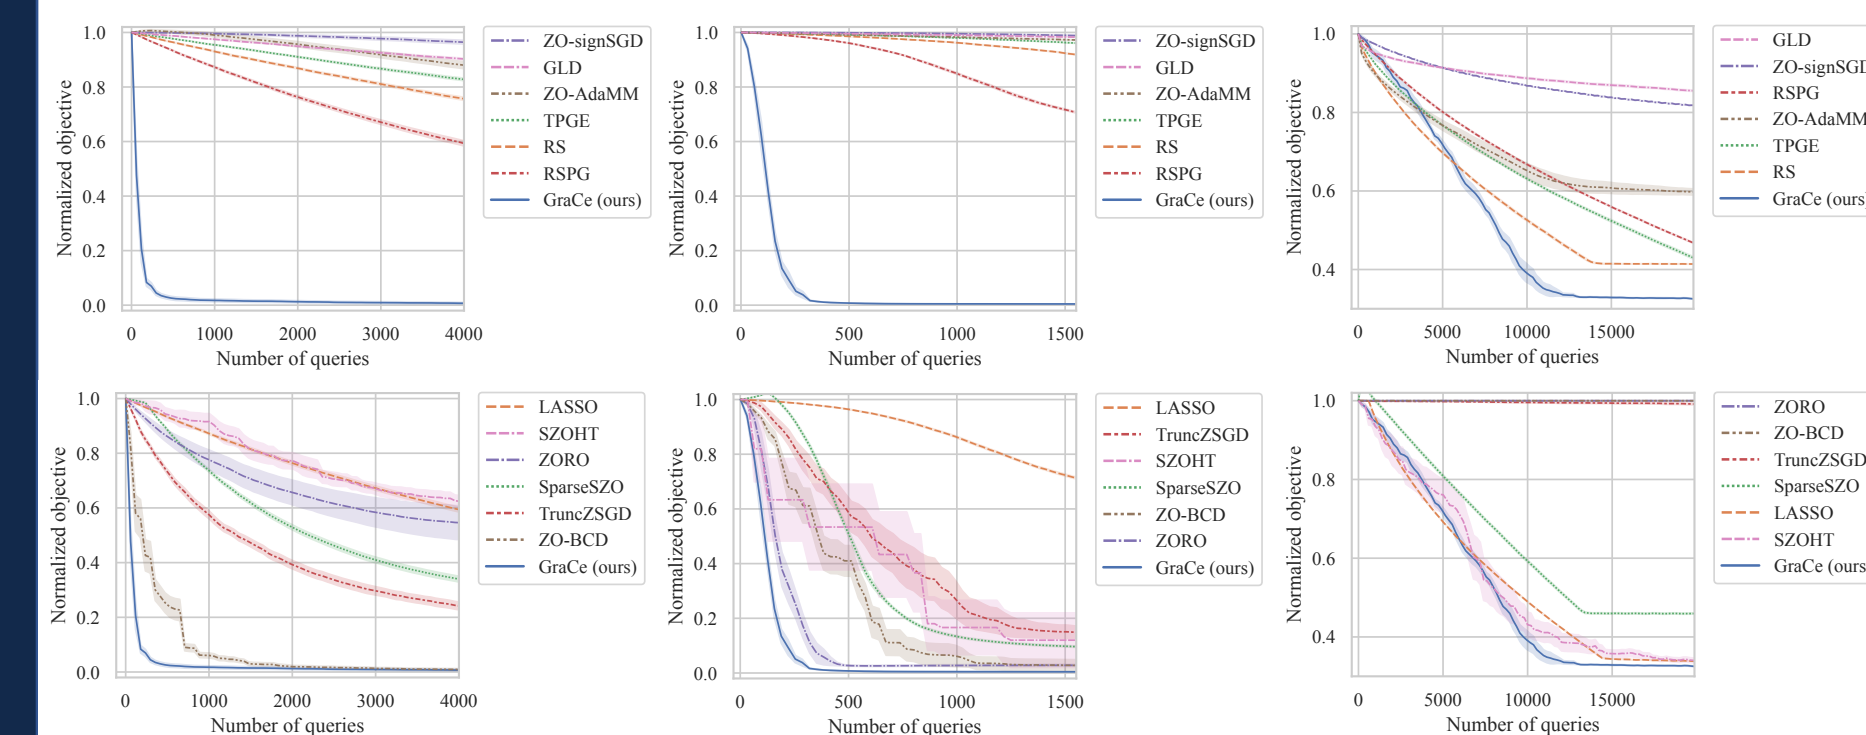 Normalized objective
1.0
0.8
0.6
0.4
0.2
0.0
0 1000 2000 3000 4000
Number of queries
ZO-signSGD
GLD
ZO-AdaMM
TPGE
RS
RSPG
GraCe (ours)
Normalized objective
1.0
0.8
0.6
0.4
0.2
0.0
0 500 1000 1500
Number of queries
ZO-signSGD
GLD
ZO-AdaMM
TPGE
RS
RSPG
GraCe (ours)
Normalized objective
1.0
0.8
0.6
0.4
0 5000 10000 15000
Number of queries
GLD
ZO-signSGD
RSPG
ZO-AdaMM
TPGE
RS
GraCe (ours)
Normalized objective
1.0
0.8
0.6
0.4
0.2
0.0
0 1000 2000 3000 4000
Number of queries
LASSO
SZOHT
ZORO
SparseSZO
TruncZSGD
ZO-BCD
GraCe (ours)
Normalized objective
1.0
0.8
0.6
0.4
0.2
0.0
0 500 1000 1500
Number of queries
LASSO
TruncZSGD
SZOHT
SparseSZO
ZO-BCD
ZORO
GraCe (ours)
Normalized objective
1.0
0.8
0.6
0.4
0 5000 10000 15000
Number of queries
ZORO
ZO-BCD
TruncZSGD
SparseSZO
LASSO
SZOHT
GraCe (ours)